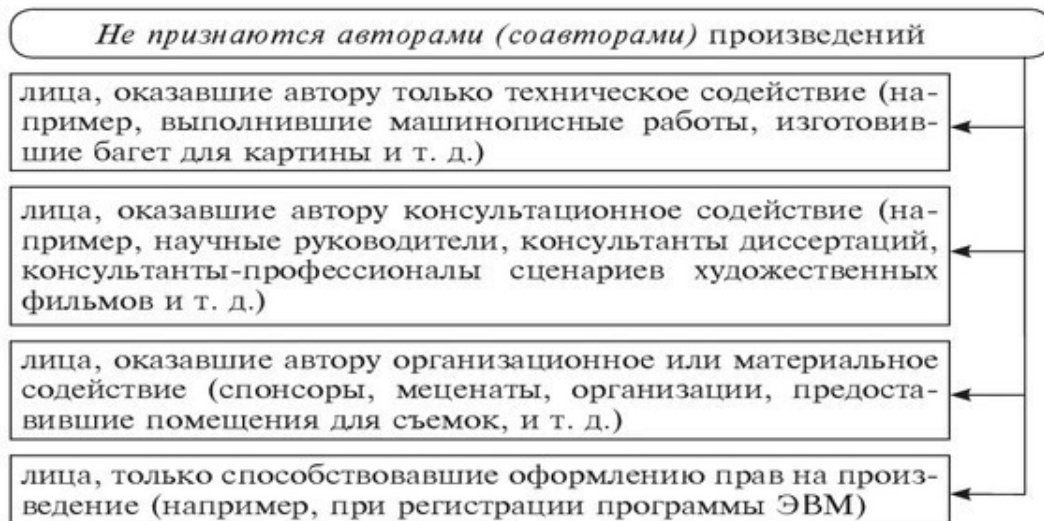 Не признаются авторами (соавторами) произведений
лица, оказавшие автору только техническое содействие (на-
пример, выполнившие машинописные работы, изготовив-
шие багет для картины и т. д.)
лица, оказавшие автору консультационное содействие (на-
пример, научные руководители, консультанты диссертаций,
консультанты-профессионалы сценариев художественных
фильмов и т. д.)
лица, оказавшие автору организационное или материальное
содействие (спонсоры, меценаты, организации, предоста-
вившие помещения для съемок, и т. д.)
лица, только способствовавшие оформлению прав на произ-
ведение (например, при регистрации программы ЭВМ)